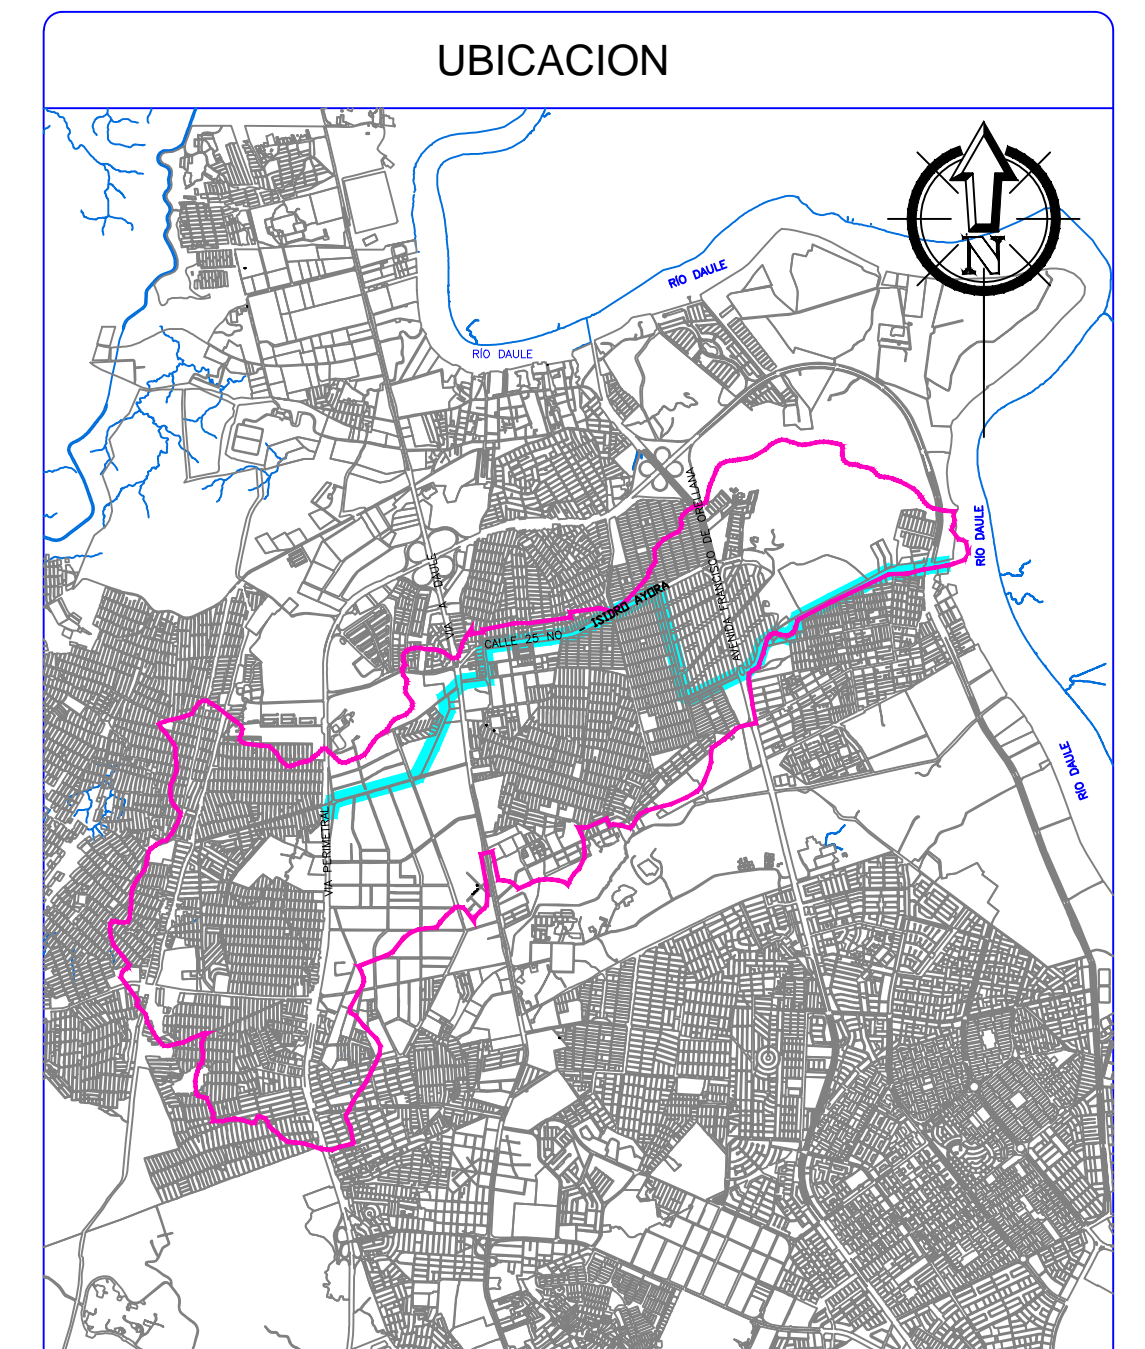 UBICACION
N
RÍO DAULE
RÍO DAULE
AVENIDA FRANCISCO DE ORELLANA
RÍO DAULE
VIA A DAULE
CALLE 25 NO - ISIDRO AYORA
RÍO DAULE
VIA PERIMETRAL